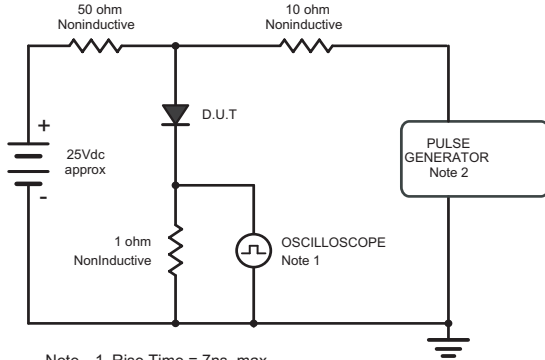 50 ohm
Noninductive
10 ohm
Noninductive
D.U.T
+
25Vdc
approx
-
PULSE
GENERATOR
Note 2
1 ohm
NonInductive
OSCILLOSCOPE
Note 1
Note 1. Rise Time = 7ns, max